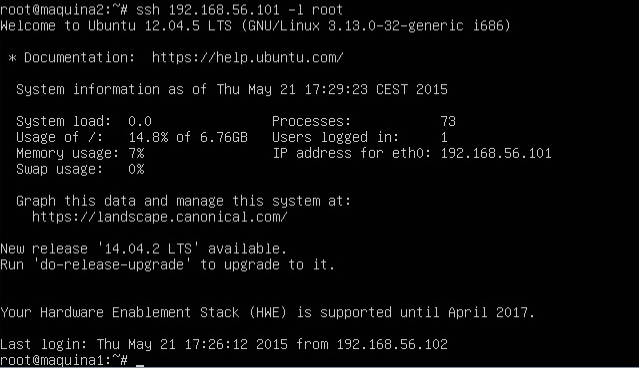 root@maquina2:~# ssh 192.168.56.101 -l root
Welcome to Ubuntu 12.04.5 LTS (GNU/Linux 3.13.0-32-generic i686)
* Documentation:  https://help.ubuntu.com/
System information as of Thu May 21 17:29:23 CEST 2015
System load:  0.0               Processes:           73
Usage of /:   14.8% of 6.76GB   Users logged in:     1
Memory usage: 7%                IP address for eth0: 192.168.56.101
Swap usage:   0%
Graph this data and manage this system at:
https://landscape.canonical.com/
New release '14.04.2 LTS' available.
Run 'do-release-upgrade' to upgrade to it.
Your Hardware Enablement Stack (HWE) is supported until April 2017.
Last login: Thu May 21 17:26:12 2015 from 192.168.56.102
root@maquina1:~# _